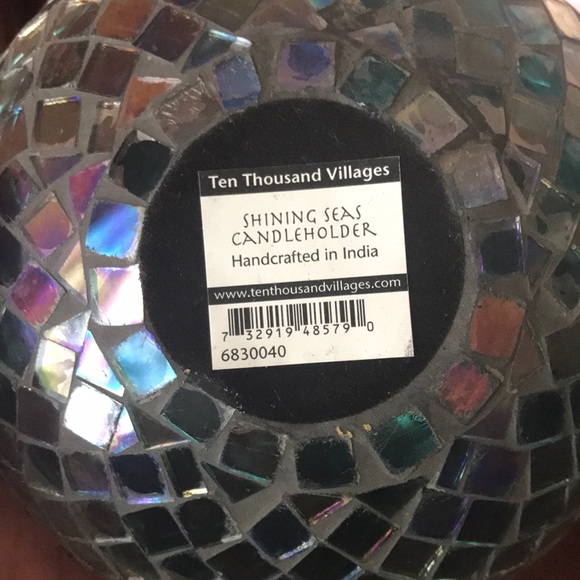 Ten Thousand Villages
SHINING SEAS
CANDLEHOLDER
Handcrafted in India
www.tenthousandvillages.com
7 32919 48579 0
6830040